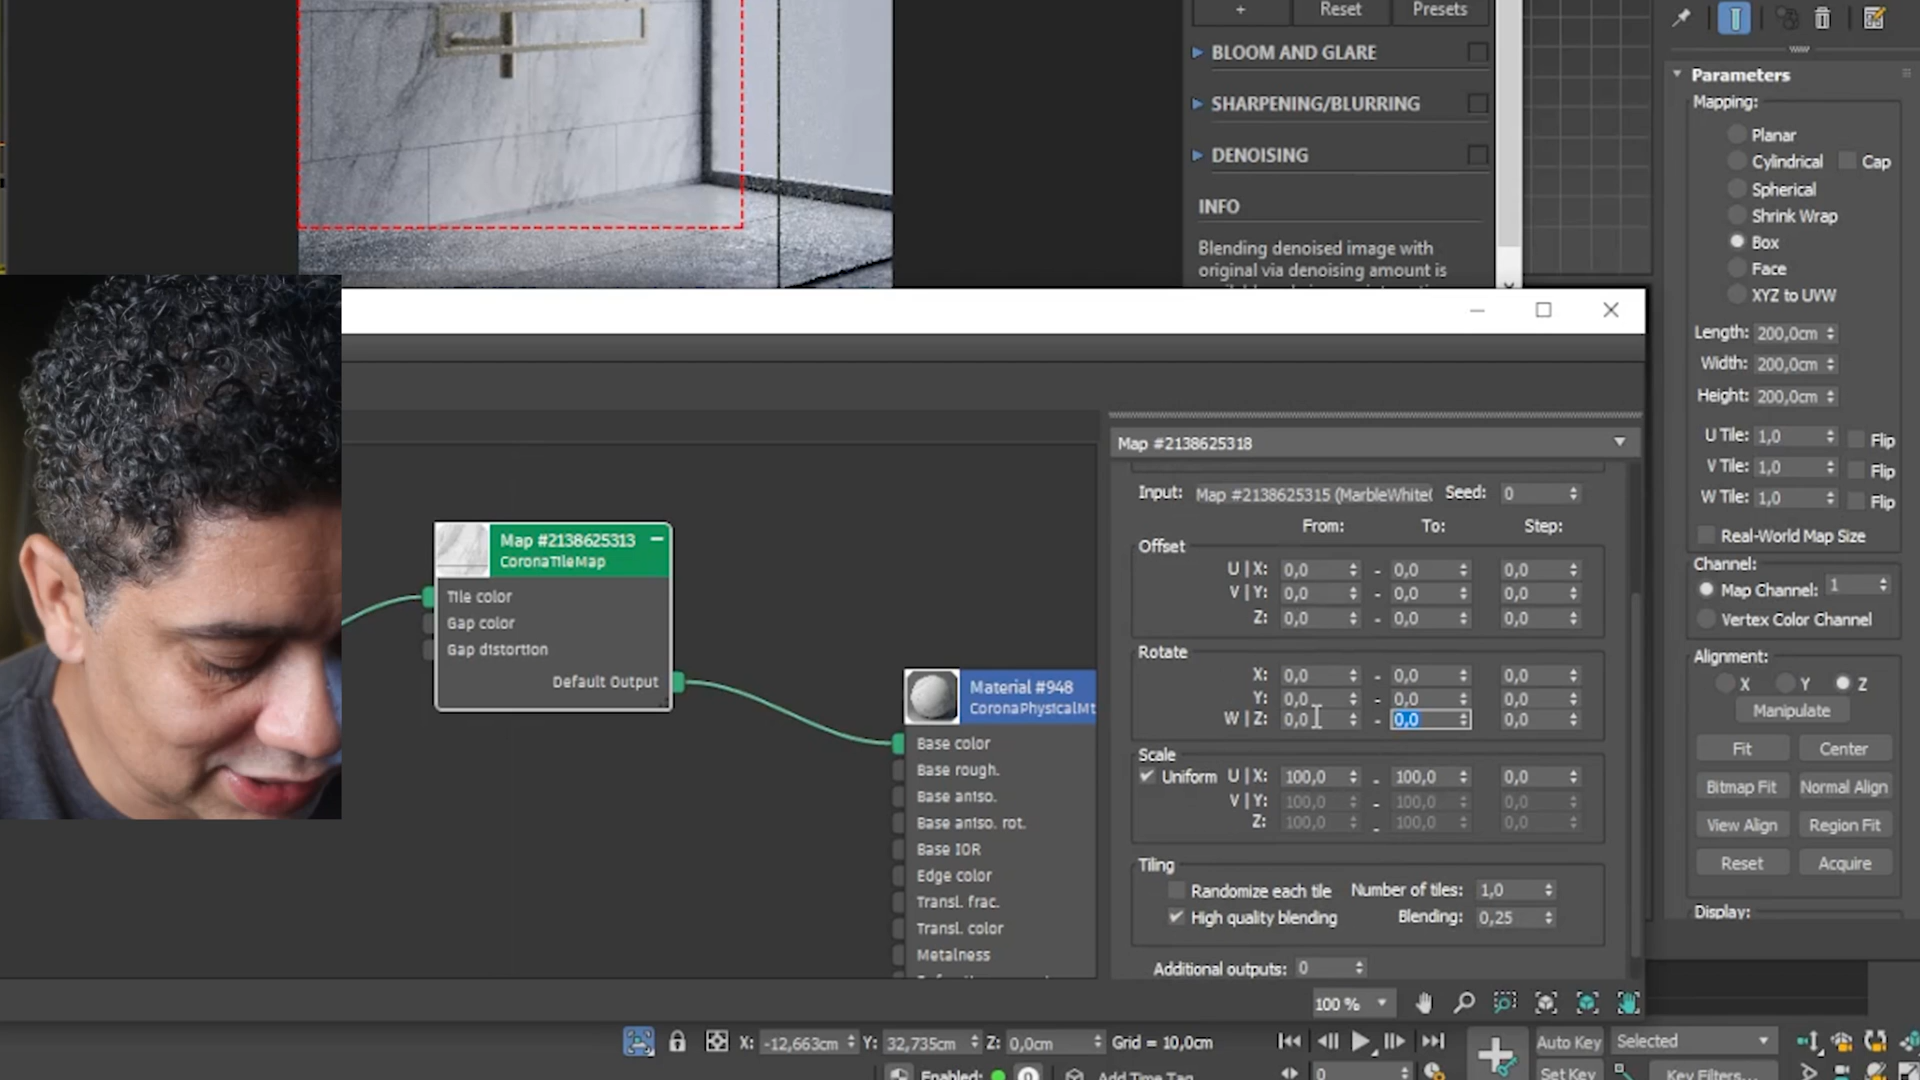 + Reset Presets
BLOOM AND GLARE
SHARPENING/BLURRING
DENOISING
INFO
Blending denoised image with
original via denoising amount is
Parameters
Mapping:
Planar
Cylindrical Cap
Spherical
Shrink Wrap
Box
Face
XYZ to UVW
Length: 200,0cm
Width: 200,0cm
Height: 200,0cm
U Tile: 1,0 Flip
V Tile: 1,0 Flip
W Tile: 1,0 Flip
Real-World Map Size
Channel:
Map Channel: 1
Vertex Color Channel
Alignment:
X Y Z
Manipulate
Fit Center
Bitmap Fit Normal Align
View Align Region Fit
Reset Acquire
Display:
Map #2138625313
CoronaTileMap
Tile color
Gap color
Gap distortion
Default Output
Material #948
CoronaPhysicalMt
Base color
Base rough.
Base aniso.
Base aniso. rot.
Base IOR
Edge color
Transl. frac.
Transl. color
Metalness
Map #2138625318
Input: Map #2138625315 (MarbleWhite( Seed: 0
From: To: Step:
Offset
U | X: 0,0 - 0,0 0,0
V | Y: 0,0 - 0,0 0,0
Z: 0,0 - 0,0 0,0
Rotate
X: 0,0 - 0,0 0,0
Y: 0,0 - 0,0 0,0
W | Z: 0,0 - 0,0 0,0
Scale
Uniform U | X: 100,0 - 100,0 0,0
V | Y: 100,0 - 100,0 0,0
Z: 100,0 - 100,0 0,0
Tiling
Randomize each tile Number of tiles: 1,0
High quality blending Blending: 0,25
Additional outputs: 0
100 %
X: -12,663cm Y: 32,735cm Z: 0,0cm Grid = 10,0cm
Auto Key Selected
Enabled: 0 Add Time Tag 0 Set Key Key Filters...